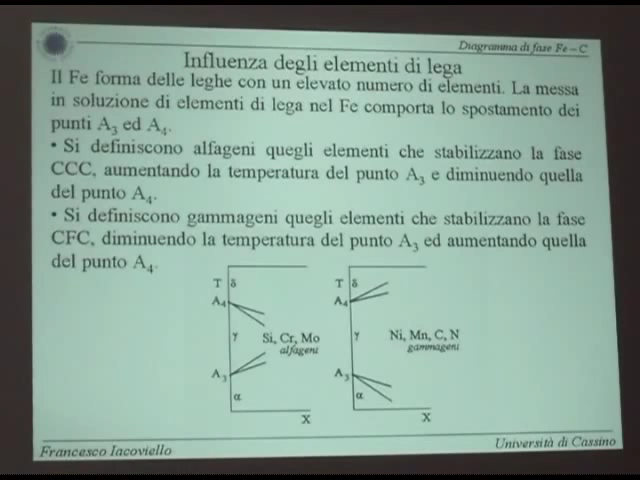 Diagramma di fase Fe – C
Influenza degli elementi di lega
Il Fe forma delle leghe con un elevato numero di elementi. La messa
in soluzione di elementi di lega nel Fe comporta lo spostamento dei
punti A3 ed A4.
• Si definiscono alfageni quegli elementi che stabilizzano la fase
CCC, aumentando la temperatura del punto A3 e diminuendo quella
del punto A4.
• Si definiscono gammageni quegli elementi che stabilizzano la fase
CFC, diminuendo la temperatura del punto A3 ed aumentando quella
del punto A4.
T δ
A4
γ
Si, Cr, Mo
alfageni
A3
α
X
T δ
A4
γ
Ni, Mn, C, N
gammageni
A3
α
X
Francesco Iacoviello
Università di Cassino